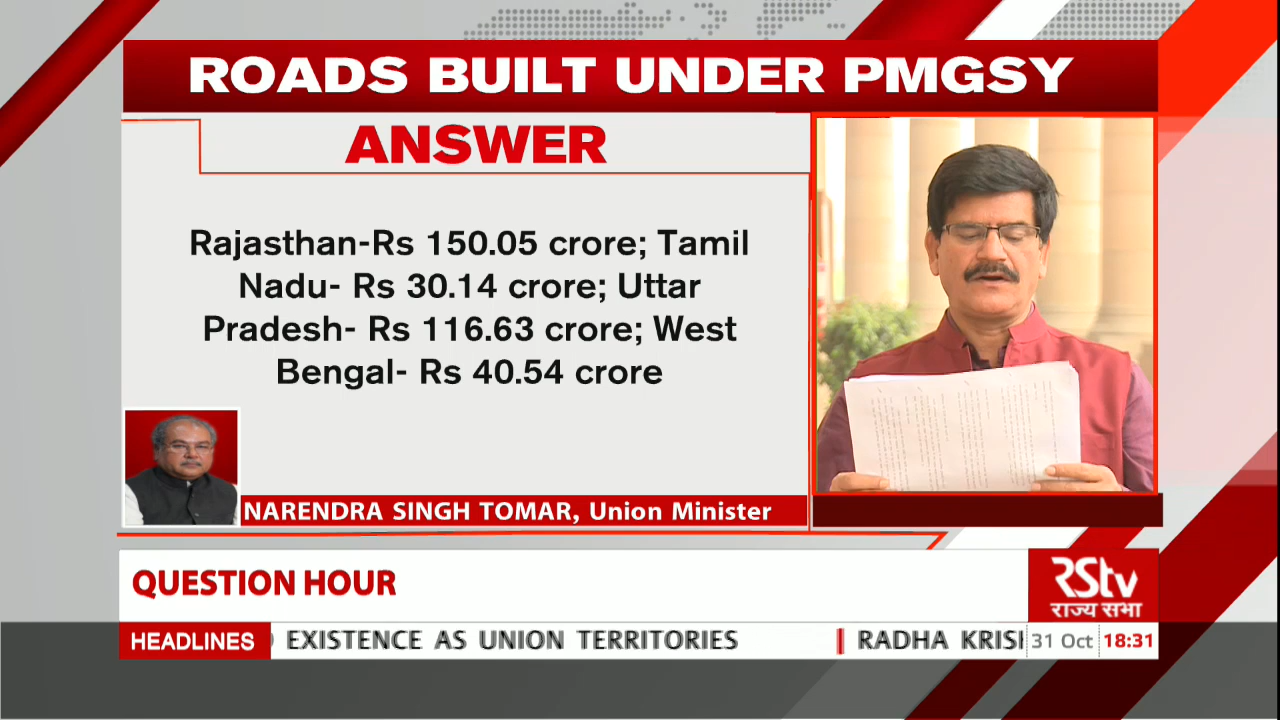 ROADS BUILT UNDER PMGSY
ANSWER
Rajasthan-Rs 150.05 crore; Tamil
Nadu- Rs 30.14 crore; Uttar
Pradesh- Rs 116.63 crore; West
Bengal- Rs 40.54 crore
NARENDRA SINGH TOMAR, Union Minister
QUESTION HOUR
RSTV
राज्य सभा
HEADLINES EXISTENCE AS UNION TERRITORIES RADHA KRISH 31 Oct 18:31